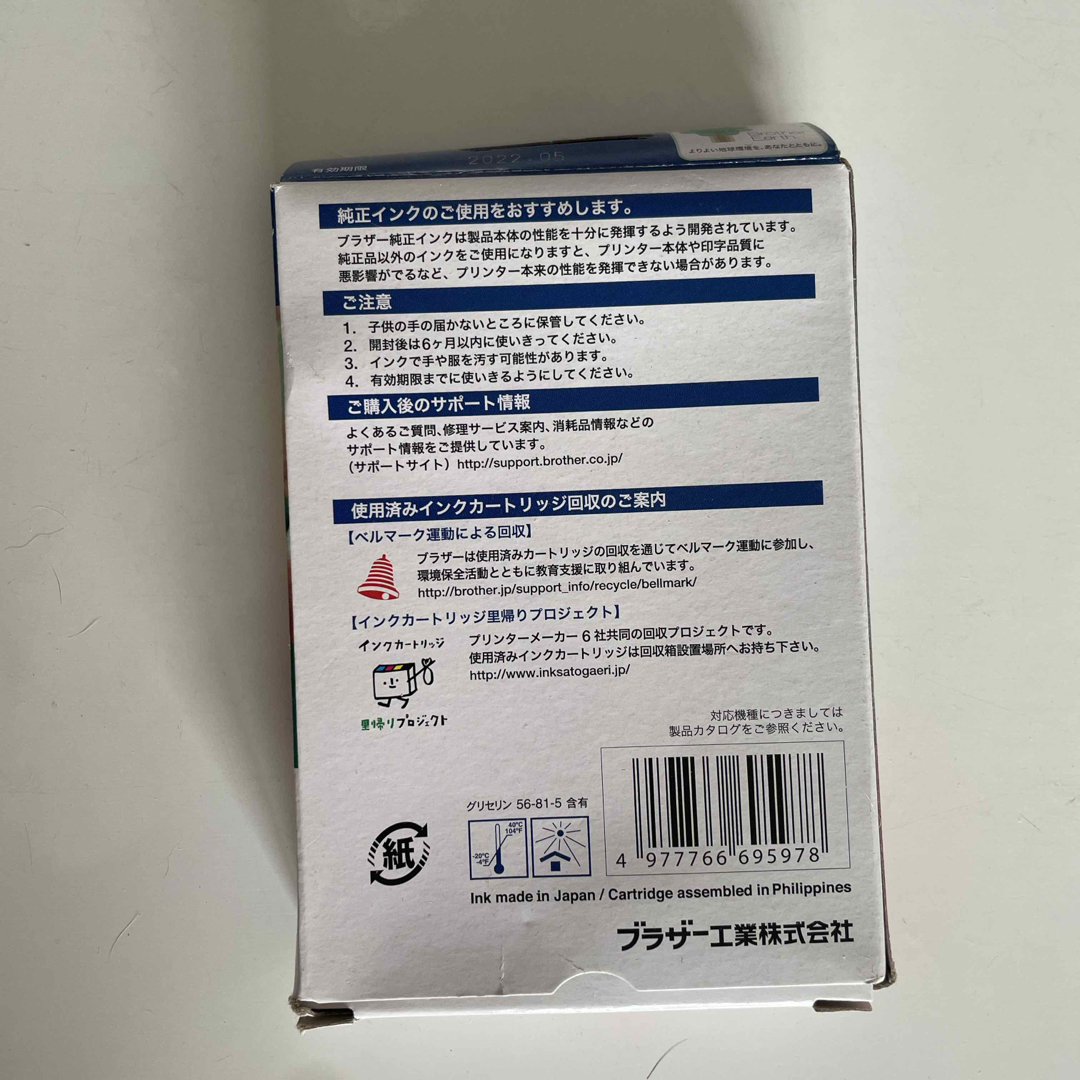 有効期限 2022.05
Brother Earth
よりよい地球環境を、あなたとともに。
純正インクのご使用をおすすめします。
ブラザー純正インクは製品本体の性能を十分に発揮するよう開発されています。
純正品以外のインクをご使用になりますと、プリンター本体や印字品質に
悪影響がでるなど、プリンター本来の性能を発揮できない場合があります。
ご注意
1. 子供の手の届かないところに保管してください。
2. 開封後は6ヶ月以内に使いきってください。
3. インクで手や服を汚す可能性があります。
4. 有効期限までに使いきるようにしてください。
ご購入後のサポート情報
よくあるご質問、修理サービス案内、消耗品情報などの
サポート情報をご提供しています。
（サポートサイト）http://support.brother.co.jp/
使用済みインクカートリッジ回収のご案内
【ベルマーク運動による回収】
ブラザーは使用済みカートリッジの回収を通じてベルマーク運動に参加し、
環境保全活動とともに教育支援に取り組んでいます。
http://brother.jp/support_info/recycle/bellmark/
【インクカートリッジ里帰りプロジェクト】
インクカートリッジ
里帰りプロジェクト
プリンターメーカー6社共同の回収プロジェクトです。
使用済みインクカートリッジは回収箱設置場所へお持ち下さい。
http://www.inksatogaeri.jp/
対応機種につきましては
製品カタログをご参照ください。
グリセリン 56-81-5 含有
40℃
104°F
-20℃
-4°F
紙
4 977766 695978
Ink made in Japan / Cartridge assembled in Philippines
ブラザー工業株式会社